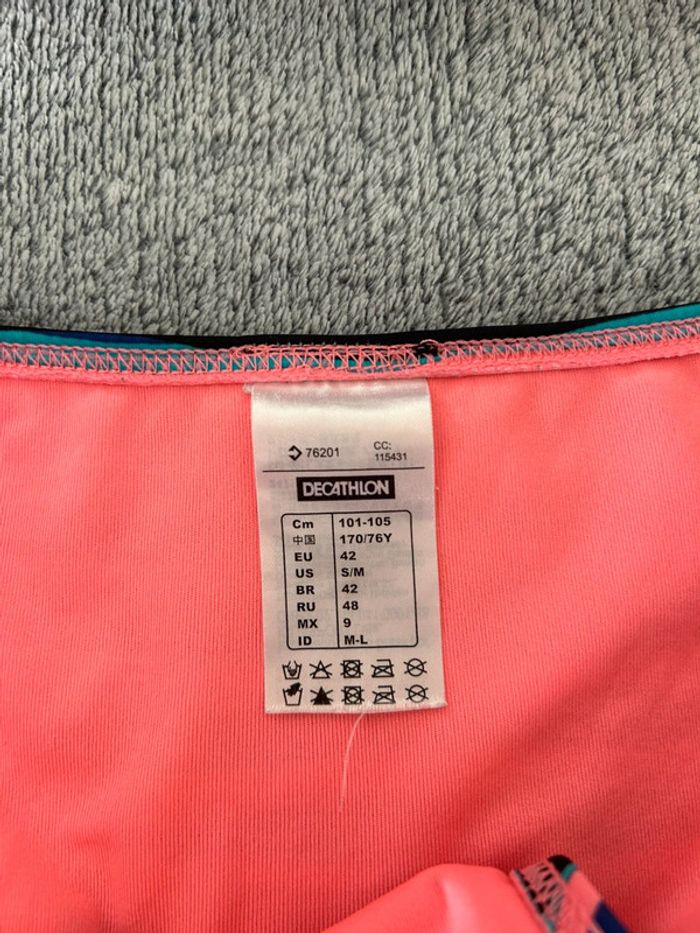 76201
CC:
115431
DECATHLON
Cm 101-105
中国 170/76Y
EU 42
US S/M
BR 42
RU 48
MX 9
ID M-L